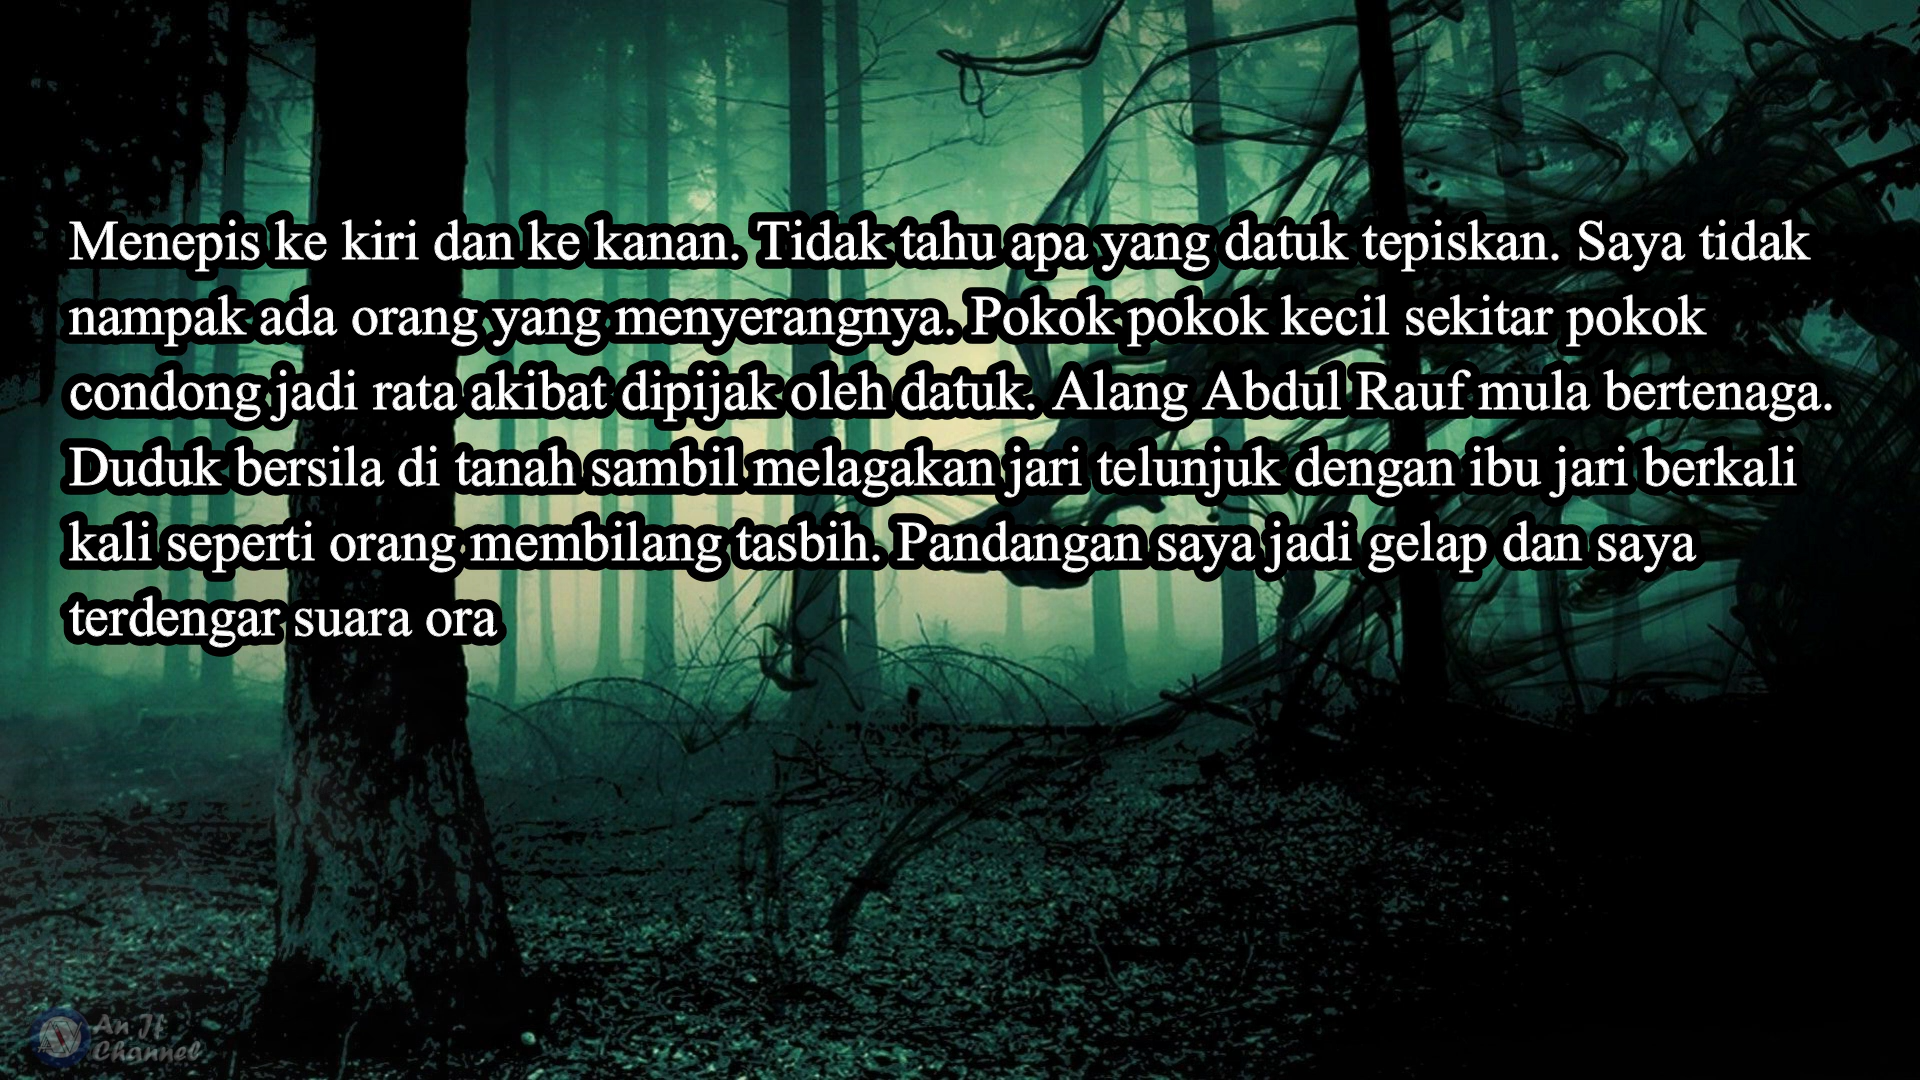 Menepis ke kiri dan ke kanan. Tidak tahu apa yang datuk tepiskan. Saya tidak
nampak ada orang yang menyerangnya. Pokok pokok kecil sekitar pokok
condong jadi rata akibat dipijak oleh datuk. Alang Abdul Rauf mula bertenaga.
Duduk bersila di tanah sambil melagakan jari telunjuk dengan ibu jari berkali
kali seperti orang membilang tasbih. Pandangan saya jadi gelap dan saya
terdengar suara ora
An Jf
Channel